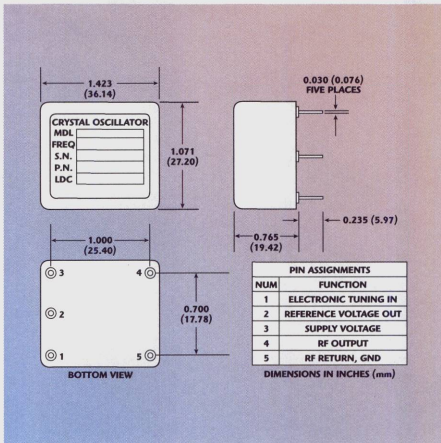 1.423
(36.14)
CRYSTAL OSCILLATOR
MDL
FREQ
S.N.
P.N.
LDC
1.071
(27.20)
0.030 (0.076)
FIVE PLACES
0.235 (5.97)
0.765
(19.42)
1.000
(25.40)
3
4
2
1
5
0.700
(17.78)
BOTTOM VIEW
PIN ASSIGNMENTS
NUM FUNCTION
1 ELECTRONIC TUNING IN
2 REFERENCE VOLTAGE OUT
3 SUPPLY VOLTAGE
4 RF OUTPUT
5 RF RETURN, GND
DIMENSIONS IN INCHES (mm)